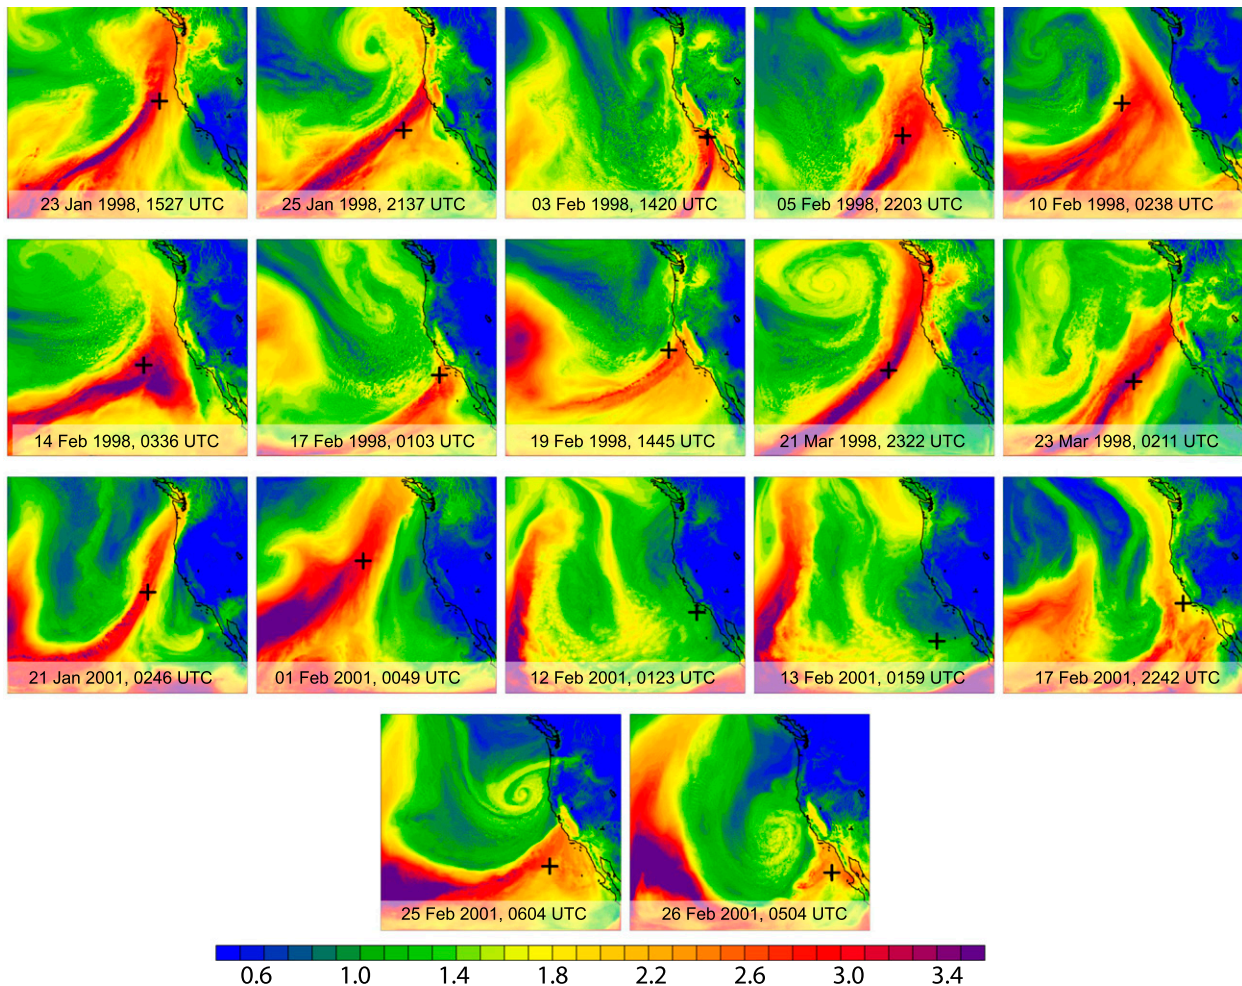 23 Jan 1998, 1527 UTC
25 Jan 1998, 2137 UTC
03 Feb 1998, 1420 UTC
05 Feb 1998, 2203 UTC
10 Feb 1998, 0238 UTC
14 Feb 1998, 0336 UTC
17 Feb 1998, 0103 UTC
19 Feb 1998, 1445 UTC
21 Mar 1998, 2322 UTC
23 Mar 1998, 0211 UTC
21 Jan 2001, 0246 UTC
01 Feb 2001, 0049 UTC
12 Feb 2001, 0123 UTC
13 Feb 2001, 0159 UTC
17 Feb 2001, 2242 UTC
25 Feb 2001, 0604 UTC
26 Feb 2001, 0504 UTC
0.6 1.0 1.4 1.8 2.2 2.6 3.0 3.4